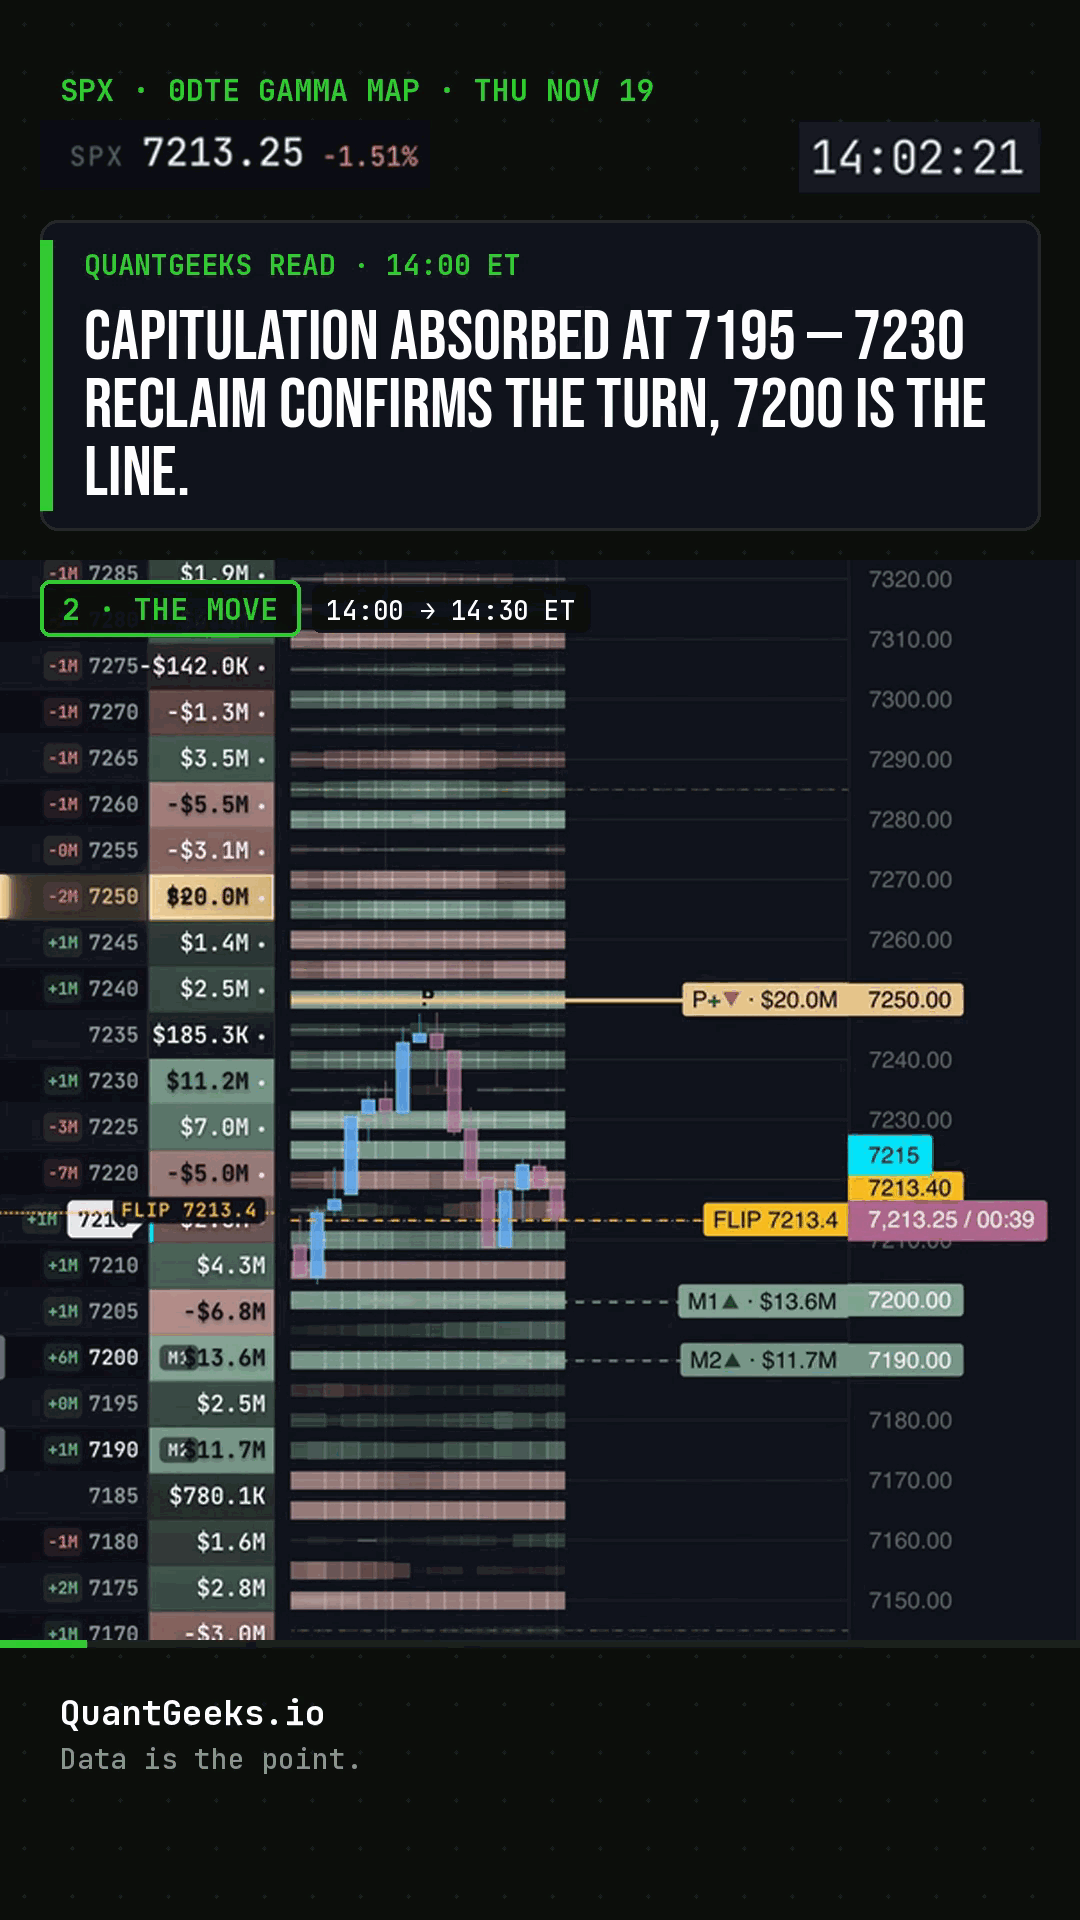 SPX · 0DTE GAMMA MAP · THU NOV 19
SPX 7213.25 -1.51%
14:02:21
QUANTGEEKS READ · 14:00 ET
CAPITULATION ABSORBED AT 7195 — 7230
RECLAIM CONFIRMS THE TURN, 7200 IS THE
LINE.
-1M 7285 $1.9M
2 · THE MOVE
14:00 → 14:30 ET
-1M 7275 -$142.0K
-1M 7270 -$1.3M
-1M 7265 $3.5M
-1M 7260 -$5.5M
-0M 7255 -$3.1M
-2M 7250 $20.0M
+1M 7245 $1.4M
+1M 7240 $2.5M
7235 $185.3K
+1M 7230 $11.2M
-3M 7225 $7.0M
-7M 7220 -$5.0M
+1M
FLIP 7213.4
+1M 7210 $4.3M
+1M 7205 -$6.8M
+6M 7200 $13.6M
+0M 7195 $2.5M
+1M 7190 $11.7M
7185 $780.1K
-1M 7180 $1.6M
+2M 7175 $2.8M
+1M 7170 -$3.0M
7320.00
7310.00
7300.00
7290.00
7280.00
7270.00
7260.00
P+▼ · $20.0M 7250.00
7240.00
7230.00
7215
7213.40
FLIP 7213.4 7,213.25 / 00:39
7210.00
M1▲ · $13.6M 7200.00
M2▲ · $11.7M 7190.00
7180.00
7170.00
7160.00
7150.00
QuantGeeks.io
Data is the point.